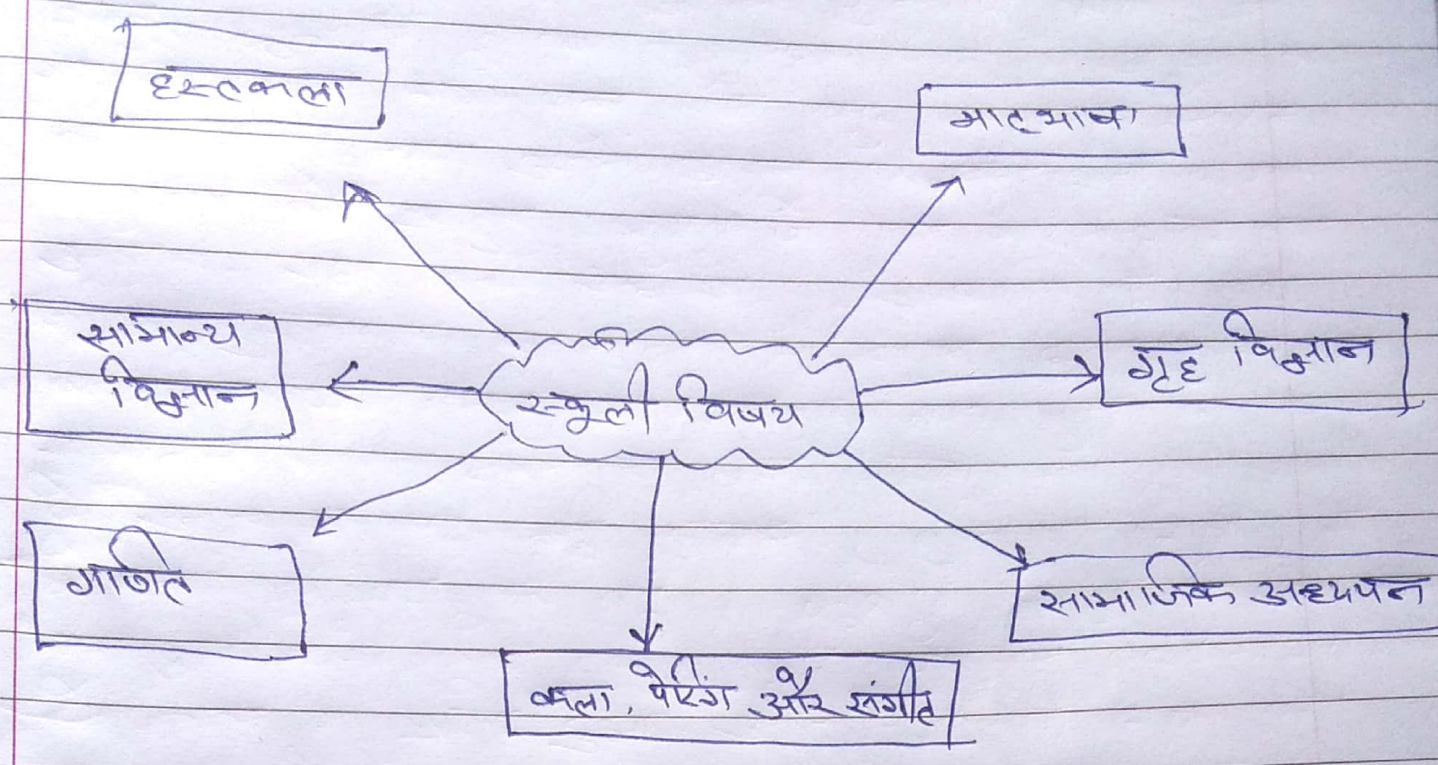 हस्तकला
मातृभाषा
सामान्य
विज्ञान
स्कूली विषय
गृह विज्ञान
गणित
सामाजिक अध्ययन
कला, पेंटिंग और संगीत